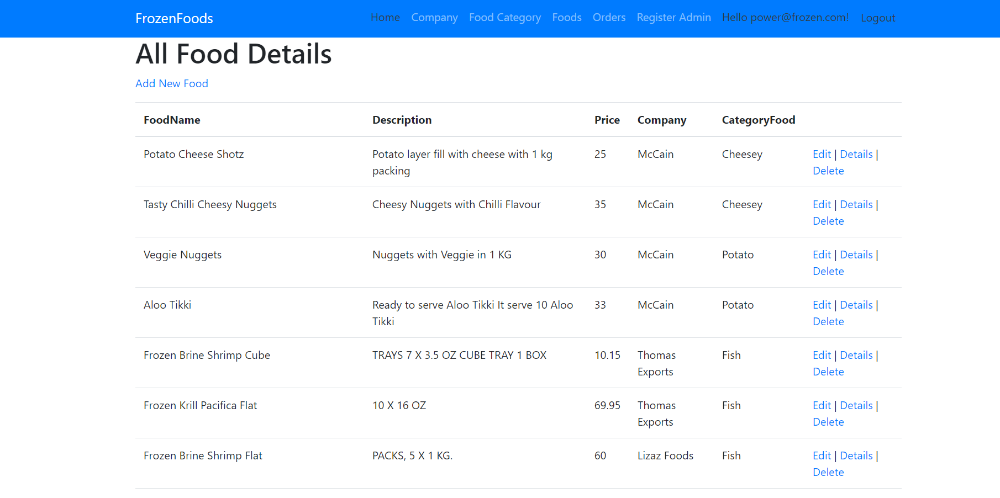 FrozenFoods Home Company Food Category Foods Orders Register Admin Hello power@frozen.com! Logout
All Food Details
Add New Food
FoodName Description Price Company CategoryFood
Potato Cheese Shotz Potato layer fill with cheese with 1 kg 25 McCain Cheesey Edit | Details |
packing Delete
Tasty Chilli Cheesy Nuggets Cheesy Nuggets with Chilli Flavour 35 McCain Cheesey Edit | Details |
Delete
Veggie Nuggets Nuggets with Veggie in 1 KG 30 McCain Potato Edit | Details |
Delete
Aloo Tikki Ready to serve Aloo Tikki It serve 10 Aloo 33 McCain Potato Edit | Details |
Tikki Delete
Frozen Brine Shrimp Cube TRAYS 7 X 3.5 OZ CUBE TRAY 1 BOX 10.15 Thomas Fish Edit | Details |
Exports Delete
Frozen Krill Pacifica Flat 10 X 16 OZ 69.95 Thomas Fish Edit | Details |
Exports Delete
Frozen Brine Shrimp Flat PACKS, 5 X 1 KG. 60 Lizaz Foods Fish Edit | Details |
Delete